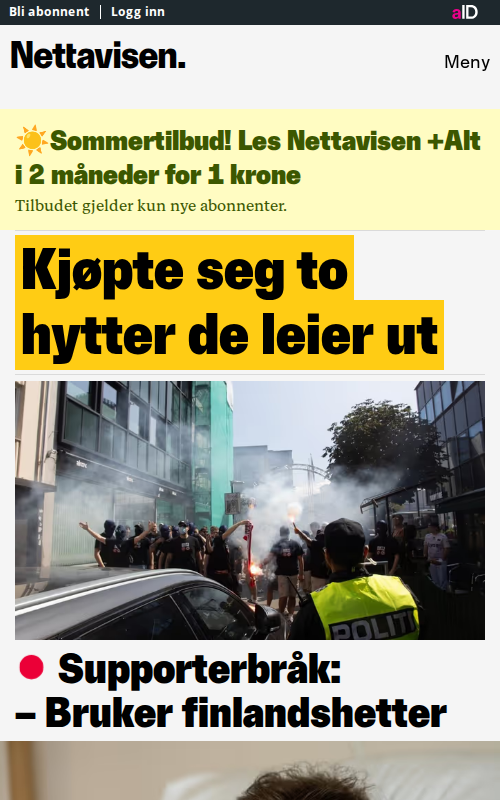 Bli abonnent
Logg inn
aID
Nettavisen.
Meny
Sommertilbud! Les Nettavisen +Alt
i 2 måneder for 1 krone
Tilbudet gjelder kun nye abonnenter.
Kjøpte seg to
hytter de leier ut
POLITI
Supporterbråk:
– Bruker finlandshetter